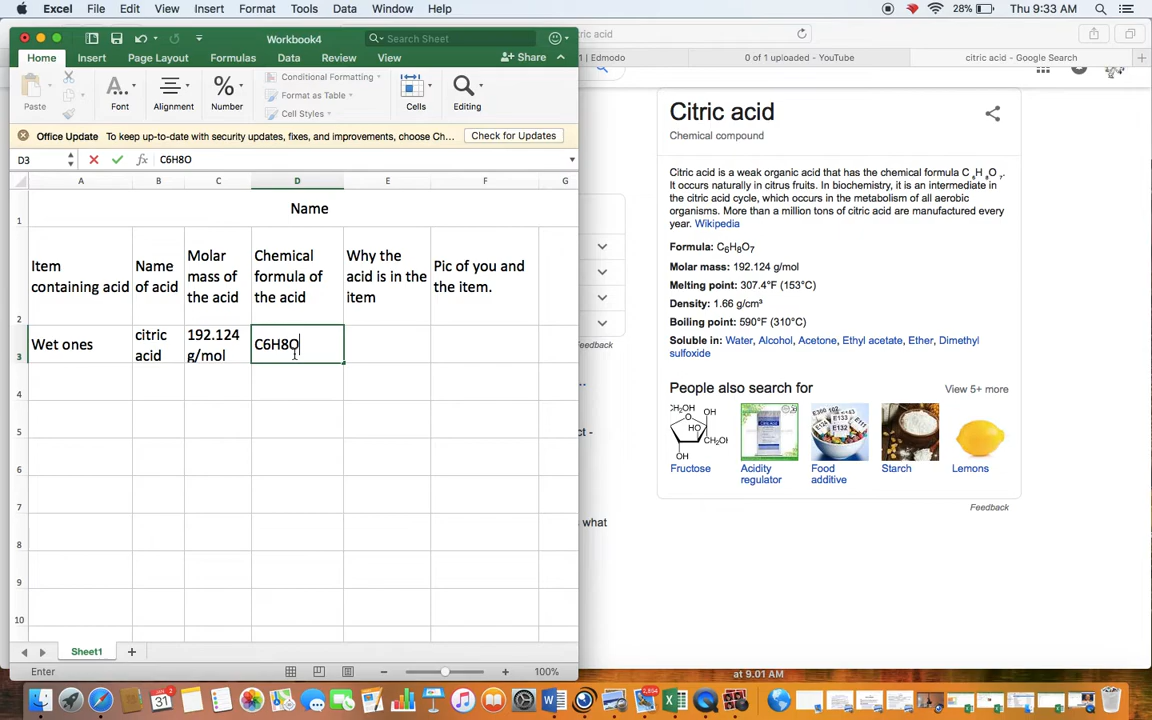 Excel File Edit View Insert Format Tools Data Window Help 28% Thu 9:33 AM
Workbook4 Search Sheet
ric acid
Home Insert Page Layout Formulas Data Review View Share
| Edmodo 0 of 1 uploaded - YouTube citric acid - Google Search
Paste Font Alignment Number Conditional Formatting Format as Table Cell Styles Cells Editing
Office Update To keep up-to-date with security updates, fixes, and improvements, choose Ch... Check for Updates
D3 fx C6H8O
A B C D E F G
1 Name
2 Item containing acid
Name of acid
Molar mass of the acid
Chemical formula of the acid
Why the acid is in the item
Pic of you and the item.
3 Wet ones
citric acid
192.124 g/mol
C6H8O
4
5
6
7
8
9
10
Sheet1
Enter 100%
Citric acid
Chemical compound
Citric acid is a weak organic acid that has the chemical formula C ₆H ₈O ₇.
It occurs naturally in citrus fruits. In biochemistry, it is an intermediate in
the citric acid cycle, which occurs in the metabolism of all aerobic
organisms. More than a million tons of citric acid are manufactured every
year. Wikipedia
Formula: C₆H₈O₇
Molar mass: 192.124 g/mol
Melting point: 307.4°F (153°C)
Density: 1.66 g/cm³
Boiling point: 590°F (310°C)
Soluble in: Water, Alcohol, Acetone, Ethyl acetate, Ether, Dimethyl
sulfoxide
People also search for View 5+ more
Fructose
Acidity regulator
Food additive
Starch
Lemons
Feedback
eedback
...
ct -
s what
at 9.01 AM
31
2,854